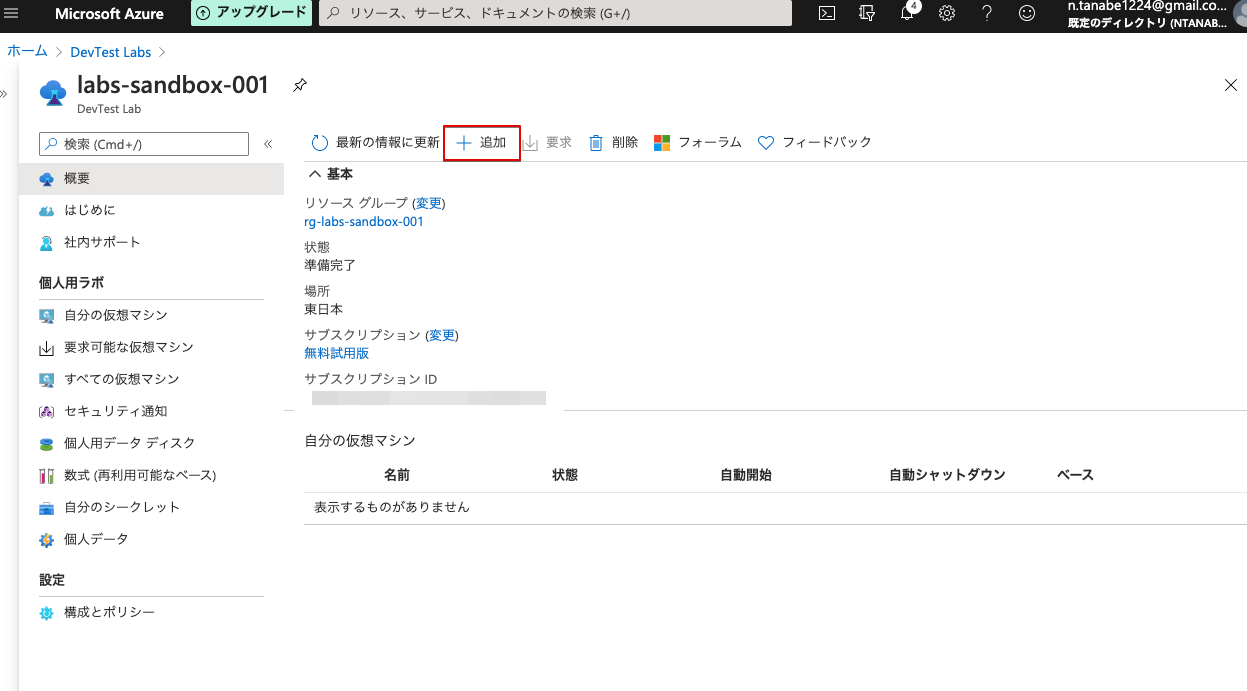 Microsoft Azure
アップグレード
リソース、サービス、ドキュメントの検索 (G+/)
4
n.tanabe1224@gmail.co...
既定のディレクトリ (NTANAB...
ホーム > DevTest Labs >
labs-sandbox-001
DevTest Lab
検索 (Cmd+/)
概要
はじめに
社内サポート
個人用ラボ
自分の仮想マシン
要求可能な仮想マシン
すべての仮想マシン
セキュリティ通知
個人用データ ディスク
数式 (再利用可能なベース)
自分のシークレット
個人データ
設定
構成とポリシー
最新の情報に更新 追加 要求 削除 フォーラム フィードバック
基本
リソース グループ (変更)
rg-labs-sandbox-001
状態
準備完了
場所
東日本
サブスクリプション (変更)
無料試用版
サブスクリプション ID
自分の仮想マシン
名前 状態 自動開始 自動シャットダウン ベース
表示するものがありません